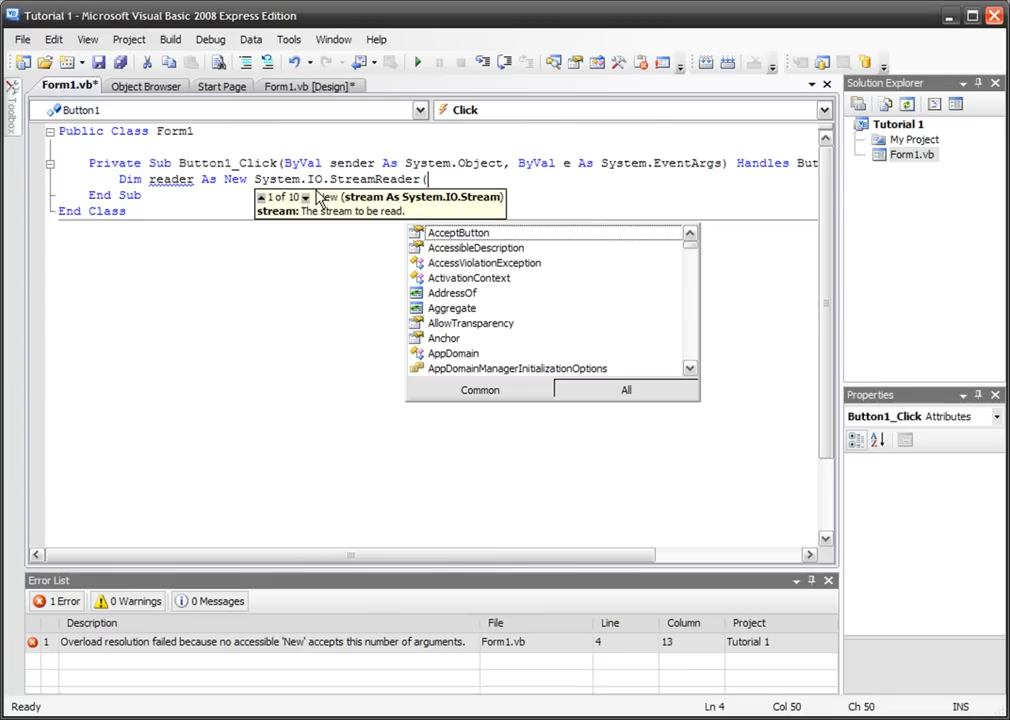 Tutorial 1 - Microsoft Visual Basic 2008 Express Edition
File Edit View Project Build Debug Data Tools Window Help
Toolbox
Form1.vb* Object Browser Start Page Form1.vb [Design]*
Button1 Click
Public Class Form1
Private Sub Button1_Click(ByVal sender As System.Object, ByVal e As System.EventArgs) Handles But
Dim reader As New System.IO.StreamReader(
End Sub
End Class
1 of 10 New (stream As System.IO.Stream)
stream: The stream to be read.
AcceptButton
AccessibleDescription
AccessViolationException
ActivationContext
AddressOf
Aggregate
AllowTransparency
Anchor
AppDomain
AppDomainManagerInitializationOptions
Common All
Solution Explorer
Tutorial 1
My Project
Form1.vb
Properties
Button1_Click Attributes
Error List
1 Error 0 Warnings 0 Messages
Description File Line Column Project
1 Overload resolution failed because no accessible 'New' accepts this number of arguments. Form1.vb 4 13 Tutorial 1
Ready Ln 4 Col 50 Ch 50 INS